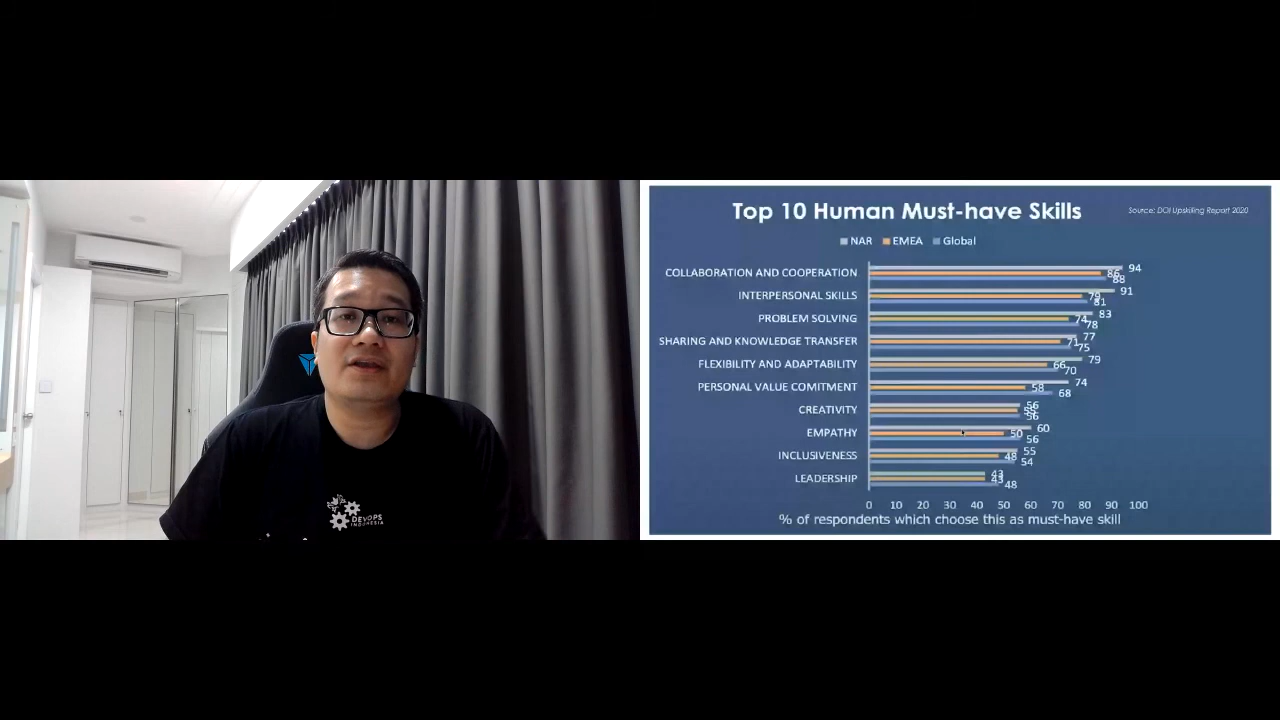 DEVOPS
INDONESIA
Top 10 Human Must-have Skills
Source: DOI Upskilling Report 2020
NAR EMEA Global
COLLABORATION AND COOPERATION 94 86 88
INTERPERSONAL SKILLS 91 79 81
PROBLEM SOLVING 83 74 78
SHARING AND KNOWLEDGE TRANSFER 77 71 75
FLEXIBILITY AND ADAPTABILITY 79 66 70
PERSONAL VALUE COMITMENT 74 58 68
CREATIVITY 56 55 56
EMPATHY 60 50 56
INCLUSIVENESS 55 48 54
LEADERSHIP 43 43 48
0 10 20 30 40 50 60 70 80 90 100
% of respondents which choose this as must-have skill